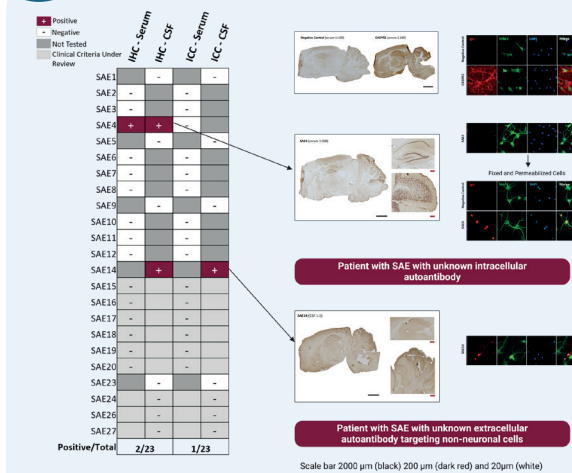 Positive
Negative
Not Tested
Clinical Criteria Under
Review
IHC - Serum
IHC - CSF
ICC - Serum
ICC - CSF
SAE1 - -
SAE2 - -
SAE3 - -
SAE4 + + -
SAE5 - -
SAE6 - -
SAE7 - -
SAE8 - -
SAE9 - -
SAE10 - -
SAE11 - -
SAE12 - -
SAE14 + +
SAE15 - -
SAE16 - -
SAE17 - -
SAE18 - -
SAE19 - -
SAE20 - -
SAE23 - -
SAE24 - -
SAE26 - -
SAE27 - -
Positive/Total 2/23 1/23
Negative Control
Fixed and Permeabilized Cells
Negative Control
Patient with SAE with unknown intracellular
autoantibody
Patient with SAE with unknown extracellular
autoantibody targeting non-neuronal cells
Scale bar 2000 µm (black) 200 µm (dark red) and 20µm (white)